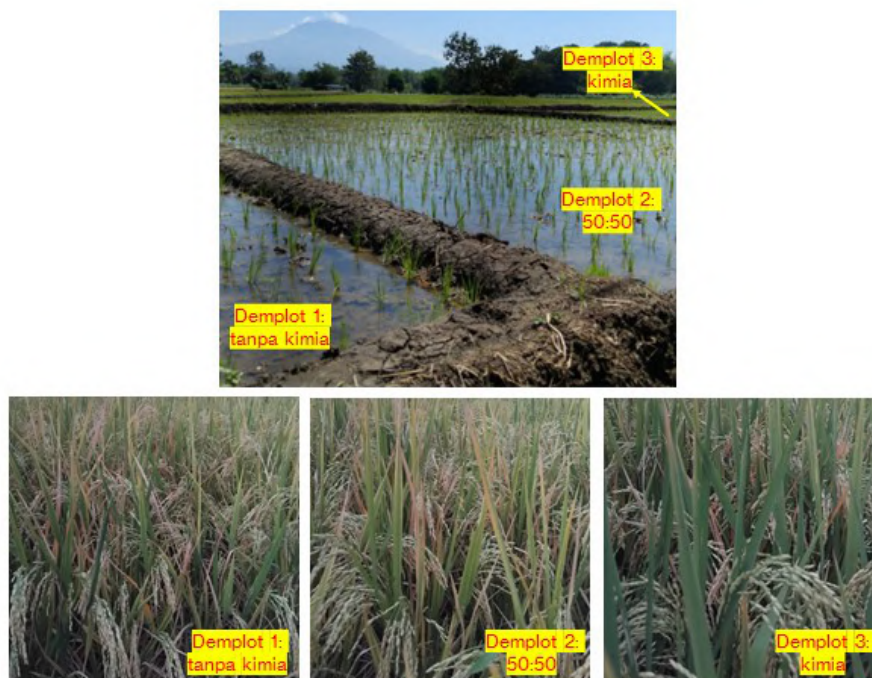 Demplot 3:
kimia
Demplot 2:
50:50
Demplot 1:
tanpa kimia
Demplot 1:
tanpa kimia
Demplot 2:
50:50
Demplot 3:
kimia